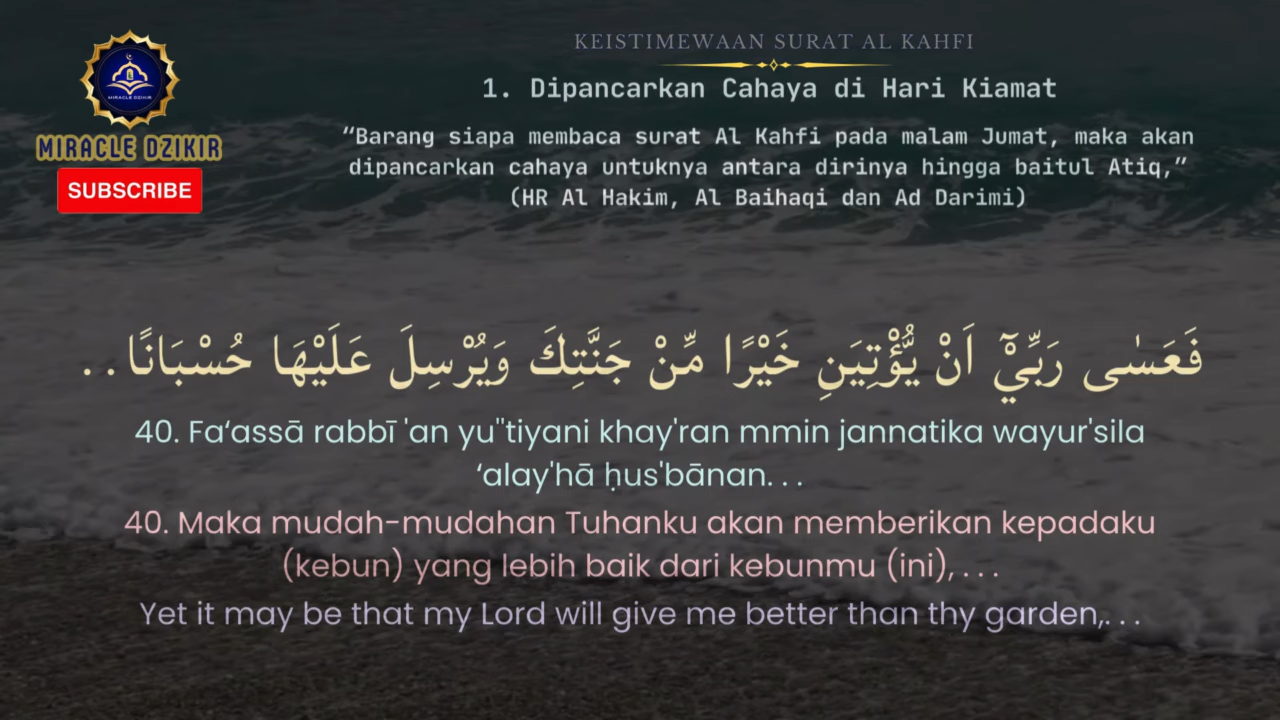 KEISTIMEWAAN SURAT AL KAHFI
1. Dipancarkan Cahaya di Hari Kiamat
“Barang siapa membaca surat Al Kahfi pada malam Jumat, maka akan
dipancarkan cahaya untuknya antara dirinya hingga baitul Atiq,”
(HR Al Hakim, Al Baihaqi dan Ad Darimi)
MIRACLE DZIKIR
MIRACLE DZIKIR
SUBSCRIBE
فَعَسٰى رَبِّيْٓ اَنْ يُّؤْتِيَنِ خَيْرًا مِّنْ جَنَّتِكَ وَيُرْسِلَ عَلَيْهَا حُسْبَانًا . .
40. Fa‘assā rabbī 'an yu''tiyani khay'ran mmin jannatika wayur'sila
‘alay'hā ḥus'bānan. . .
40. Maka mudah-mudahan Tuhanku akan memberikan kepadaku
(kebun) yang lebih baik dari kebunmu (ini), . . .
Yet it may be that my Lord will give me better than thy garden,. . .